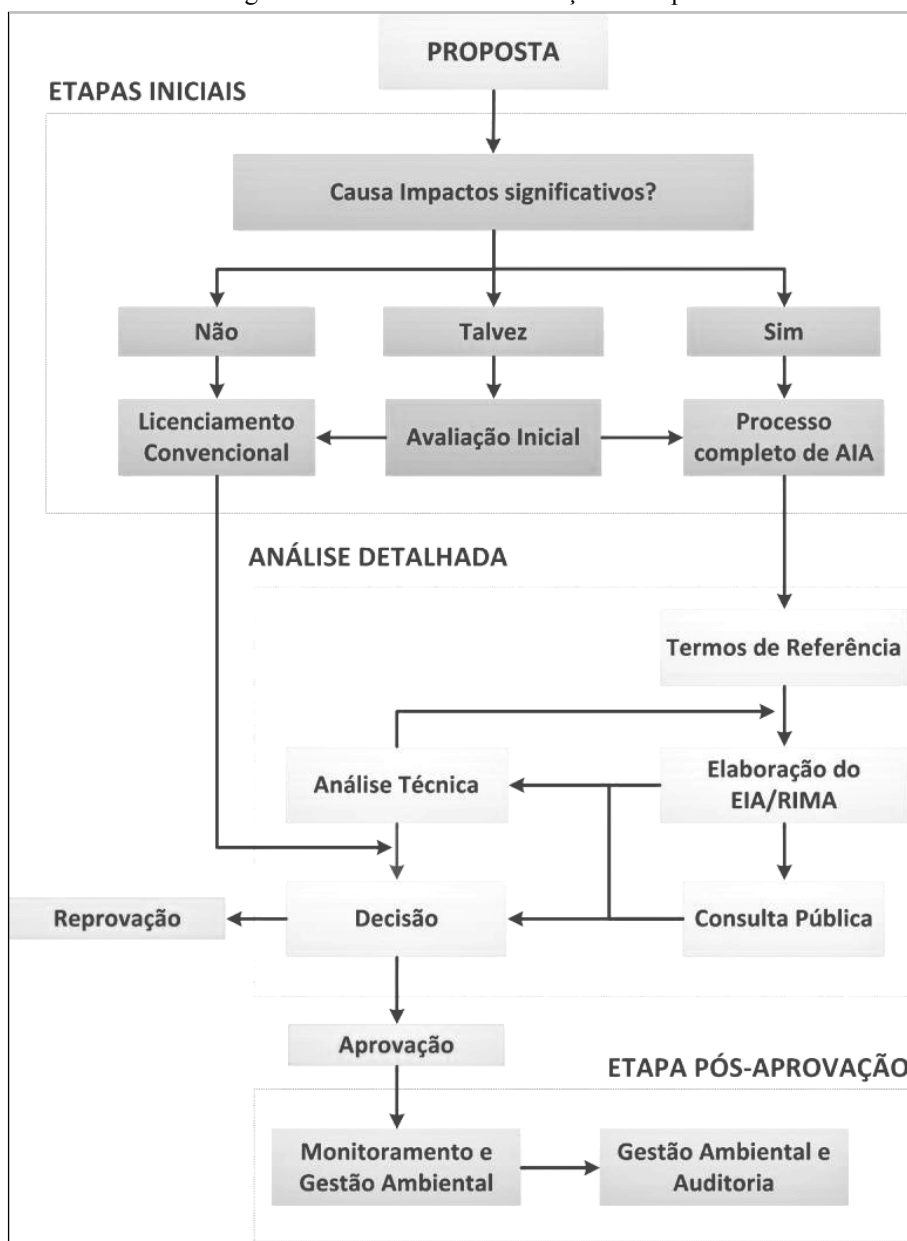 PROPOSTA
ETAPAS INICIAIS
Causa Impactos significativos?
Não
Talvez
Sim
Licenciamento
Convencional
Avaliação Inicial
Processo
completo de AIA
ANÁLISE DETALHADA
Termos de Referência
Análise Técnica
Elaboração do
EIA/RIMA
Reprovação
Decisão
Consulta Pública
Aprovação
ETAPA PÓS-APROVAÇÃO
Monitoramento e
Gestão Ambiental
Gestão Ambiental e
Auditoria